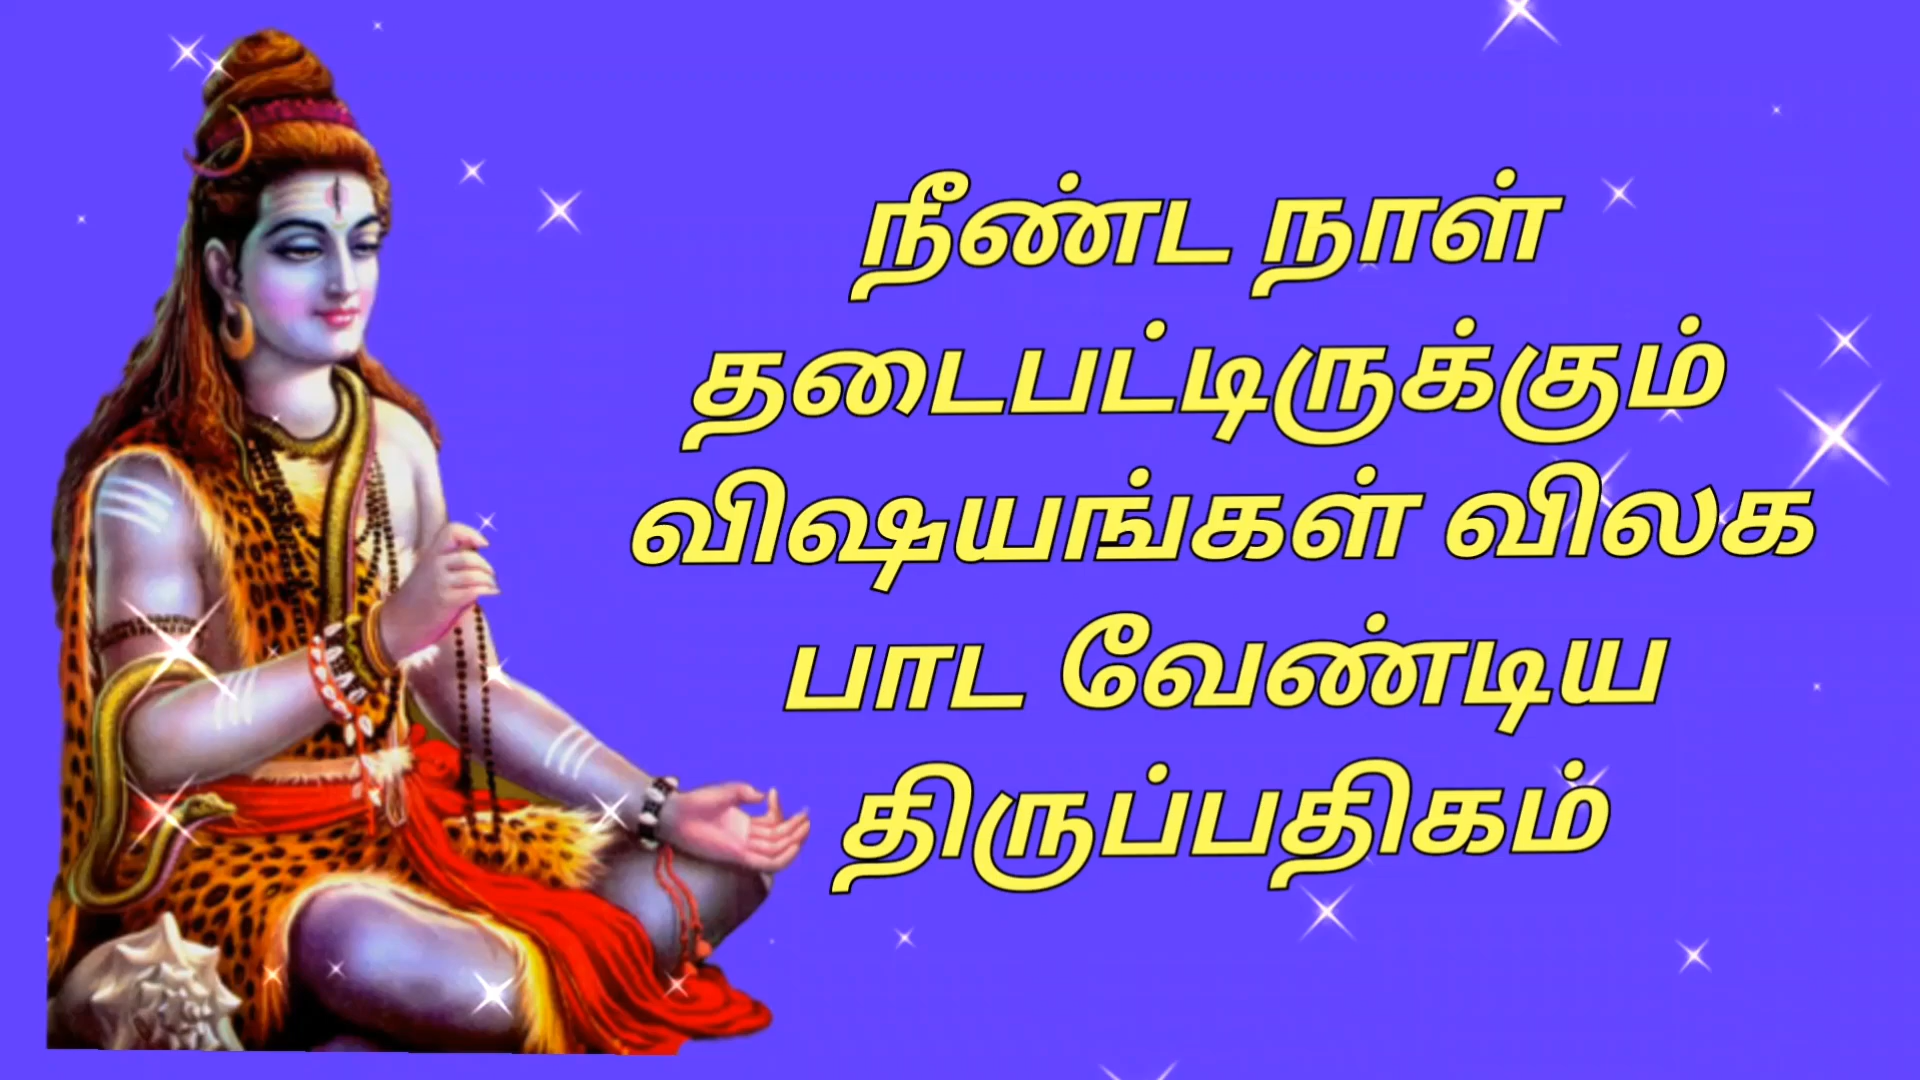 நீண்ட நாள்
தடைபட்டிருக்கும்
விஷயங்கள் விலக
பாட வேண்டிய
திருப்பதிகம்